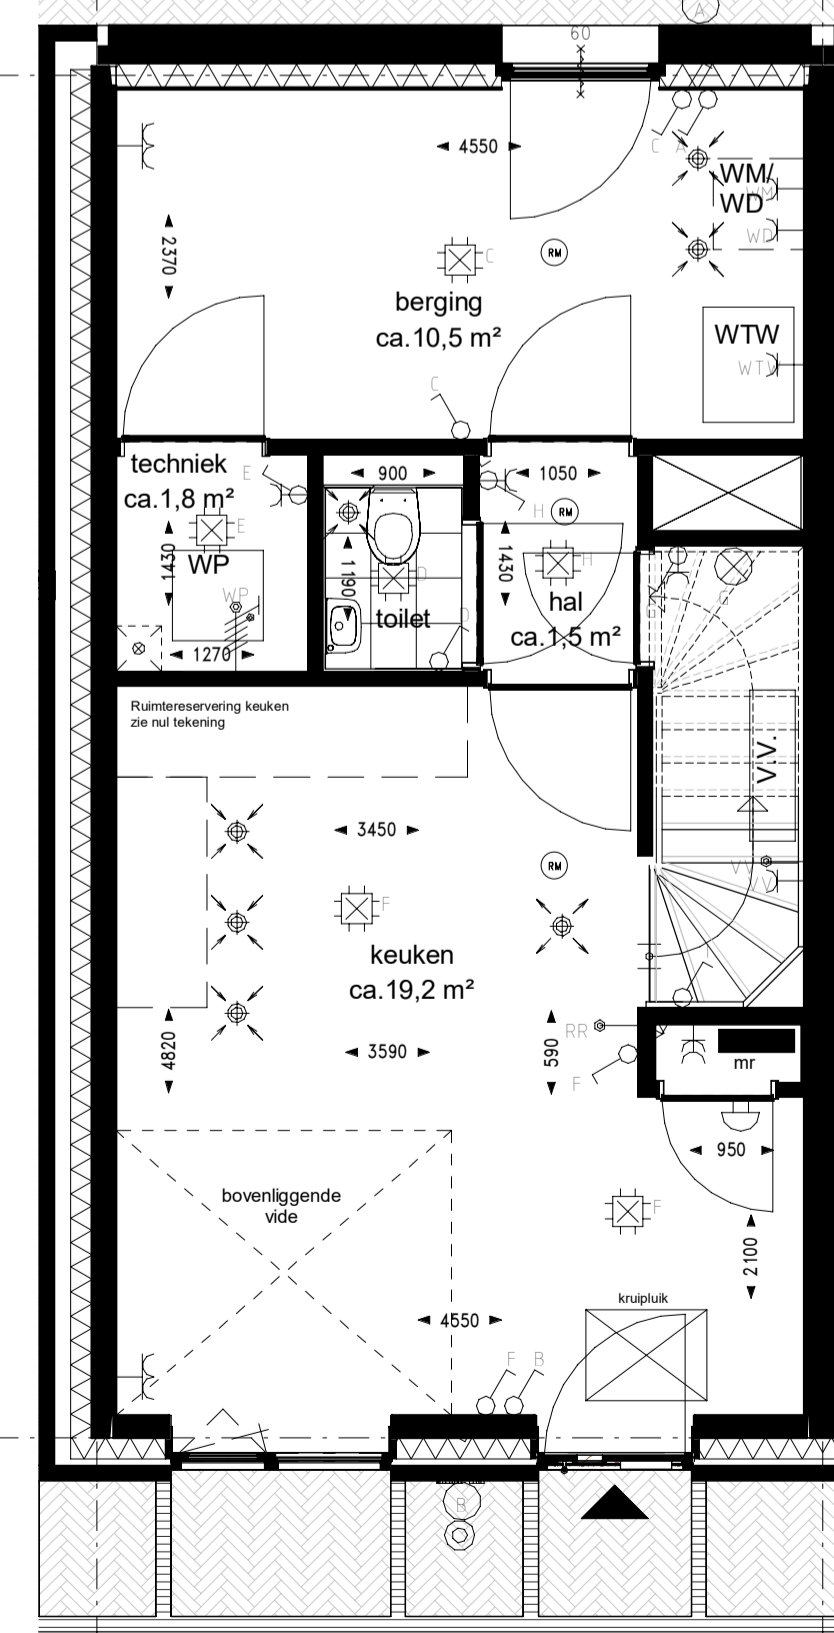 A
60
4550
C A
WM/
WD
WM
WD
2370
C
RM
berging
ca.10,5 m²
WTW
WTW
C
techniek
ca.1,8 m²
E
900
1050
H
RM
E
WP
1430
WP
1270
1190
D
toilet
D
1430
H
hal
ca.1,5 m²
G
G
Ruimtereservering keuken
zie nul tekening
V.V.
3450
RM
VV
VV
F
keuken
ca.19,2 m²
4820
3590
590
RR
F
mr
950
bovenliggende
vide
F
2100
kruipluik
4550
F B
B